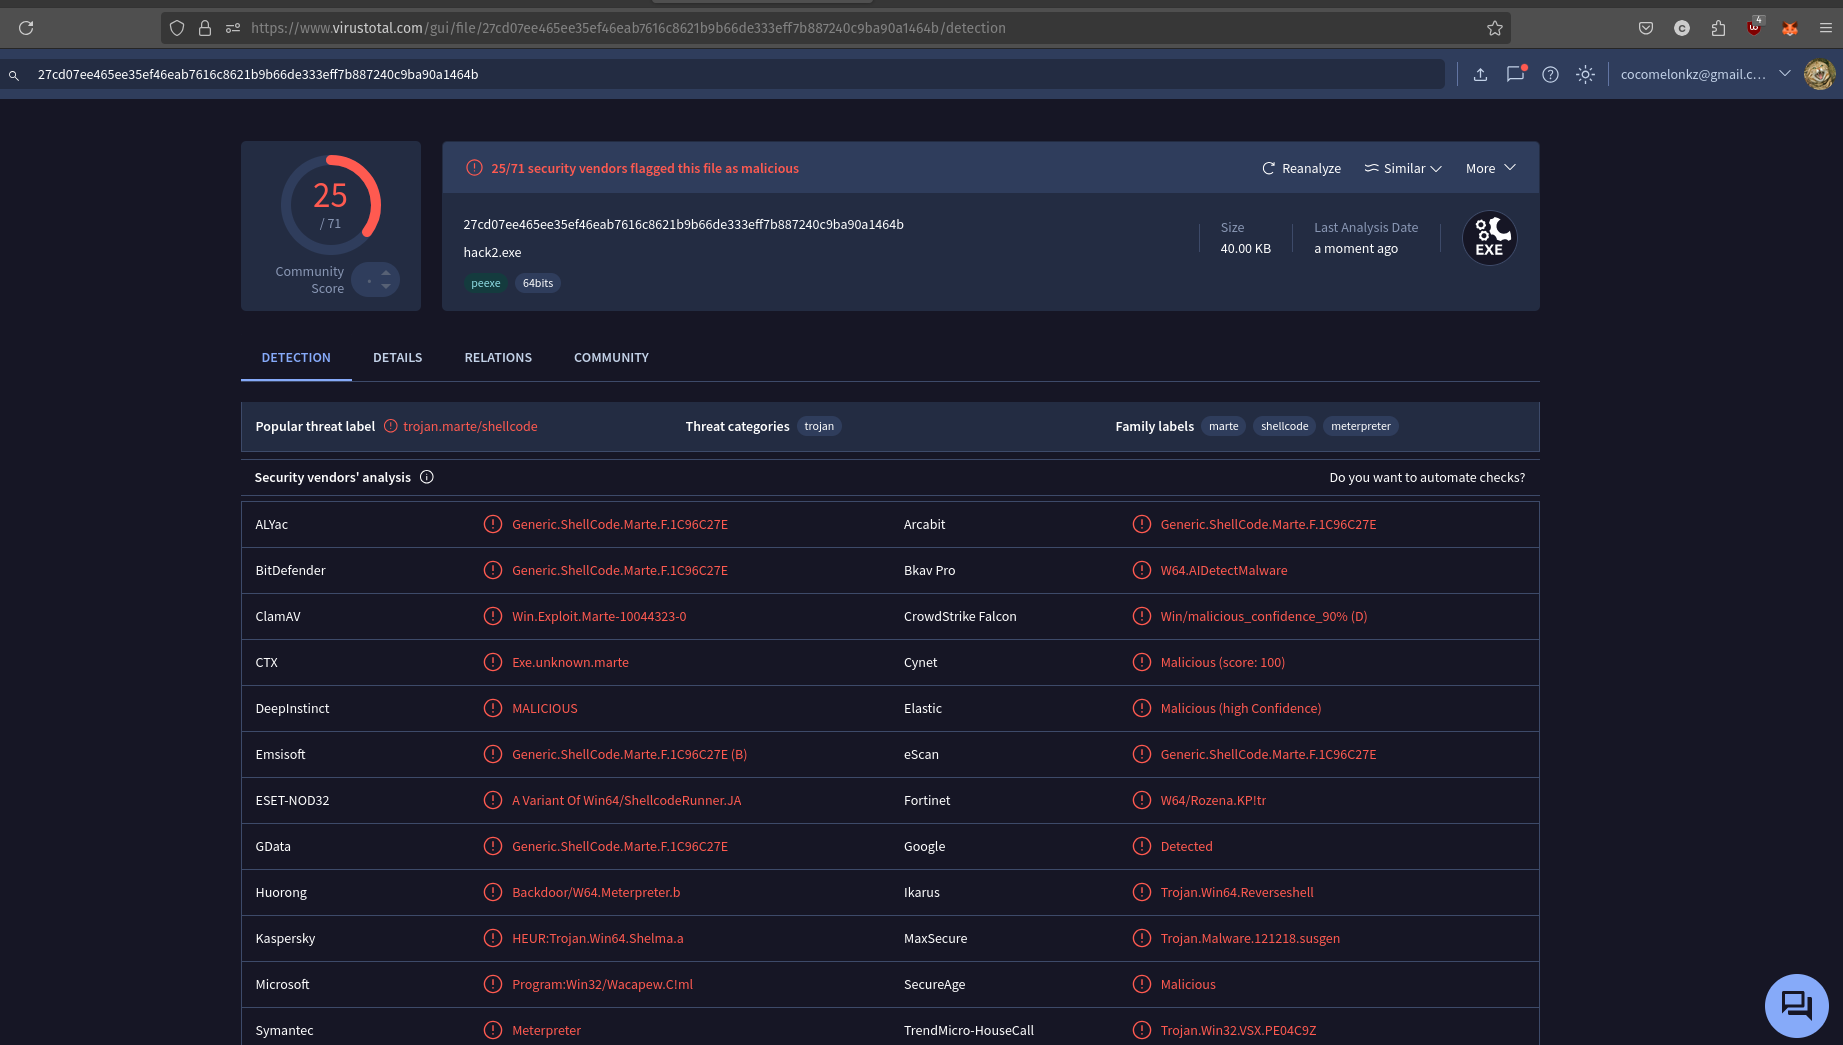 https://www.virustotal.com/gui/file/27cd07ee465ee35ef46eab7616c8621b9b66de333eff7b887240c9ba90a1464b/detection
4
27cd07ee465ee35ef46eab7616c8621b9b66de333eff7b887240c9ba90a1464b
cocomelonkz@gmail.c...
25
/ 71
Community
Score
25/71 security vendors flagged this file as malicious
Reanalyze
Similar
More
27cd07ee465ee35ef46eab7616c8621b9b66de333eff7b887240c9ba90a1464b
hack2.exe
peexe
64bits
Size
40.00 KB
Last Analysis Date
a moment ago
EXE
DETECTION
DETAILS
RELATIONS
COMMUNITY
Popular threat label
trojan.marte/shellcode
Threat categories
trojan
Family labels
marte
shellcode
meterpreter
Security vendors' analysis
Do you want to automate checks?
ALYac
Generic.ShellCode.Marte.F.1C96C27E
Arcabit
Generic.ShellCode.Marte.F.1C96C27E
BitDefender
Generic.ShellCode.Marte.F.1C96C27E
Bkav Pro
W64.AIDetectMalware
ClamAV
Win.Exploit.Marte-10044323-0
CrowdStrike Falcon
Win/malicious_confidence_90% (D)
CTX
Exe.unknown.marte
Cynet
Malicious (score: 100)
DeepInstinct
MALICIOUS
Elastic
Malicious (high Confidence)
Emsisoft
Generic.ShellCode.Marte.F.1C96C27E (B)
eScan
Generic.ShellCode.Marte.F.1C96C27E
ESET-NOD32
A Variant Of Win64/ShellcodeRunner.JA
Fortinet
W64/Rozena.KP!tr
GData
Generic.ShellCode.Marte.F.1C96C27E
Google
Detected
Huorong
Backdoor/W64.Meterpreter.b
Ikarus
Trojan.Win64.Reverseshell
Kaspersky
HEUR:Trojan.Win64.Shelma.a
MaxSecure
Trojan.Malware.121218.susgen
Microsoft
Program:Win32/Wacapew.C!ml
SecureAge
Malicious
Symantec
Meterpreter
TrendMicro-HouseCall
Trojan.Win32.VSX.PE04C9Z